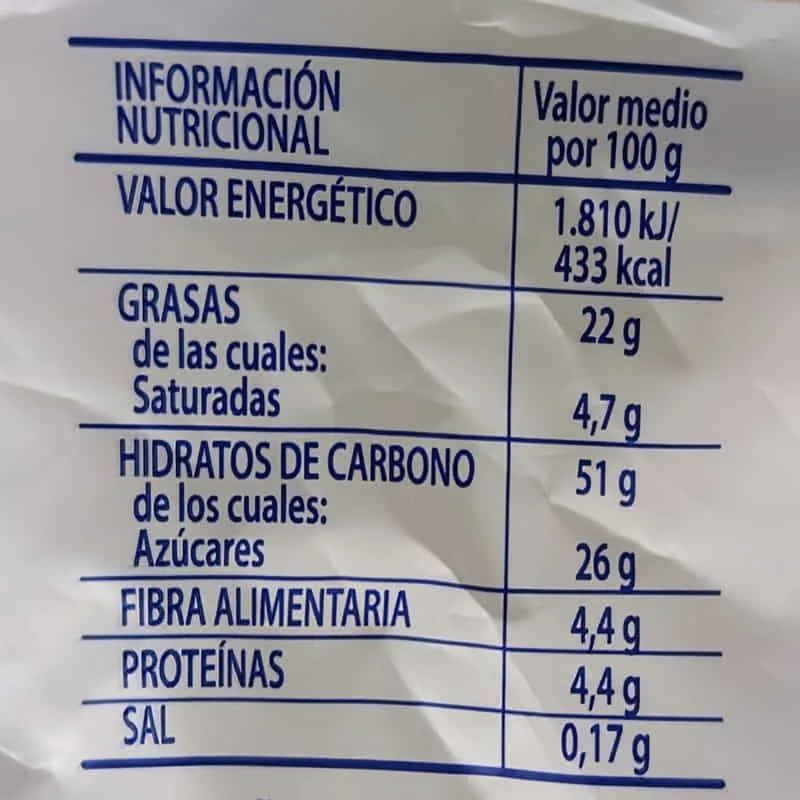 INFORMACIÓN
NUTRICIONAL
Valor medio
por 100 g
VALOR ENERGÉTICO
1.810 kJ/
433 kcal
GRASAS
22 g
de las cuales:
Saturadas
4,7 g
HIDRATOS DE CARBONO
51 g
de los cuales:
Azúcares
26 g
FIBRA ALIMENTARIA
4,4 g
PROTEÍNAS
4,4 g
SAL
0,17 g